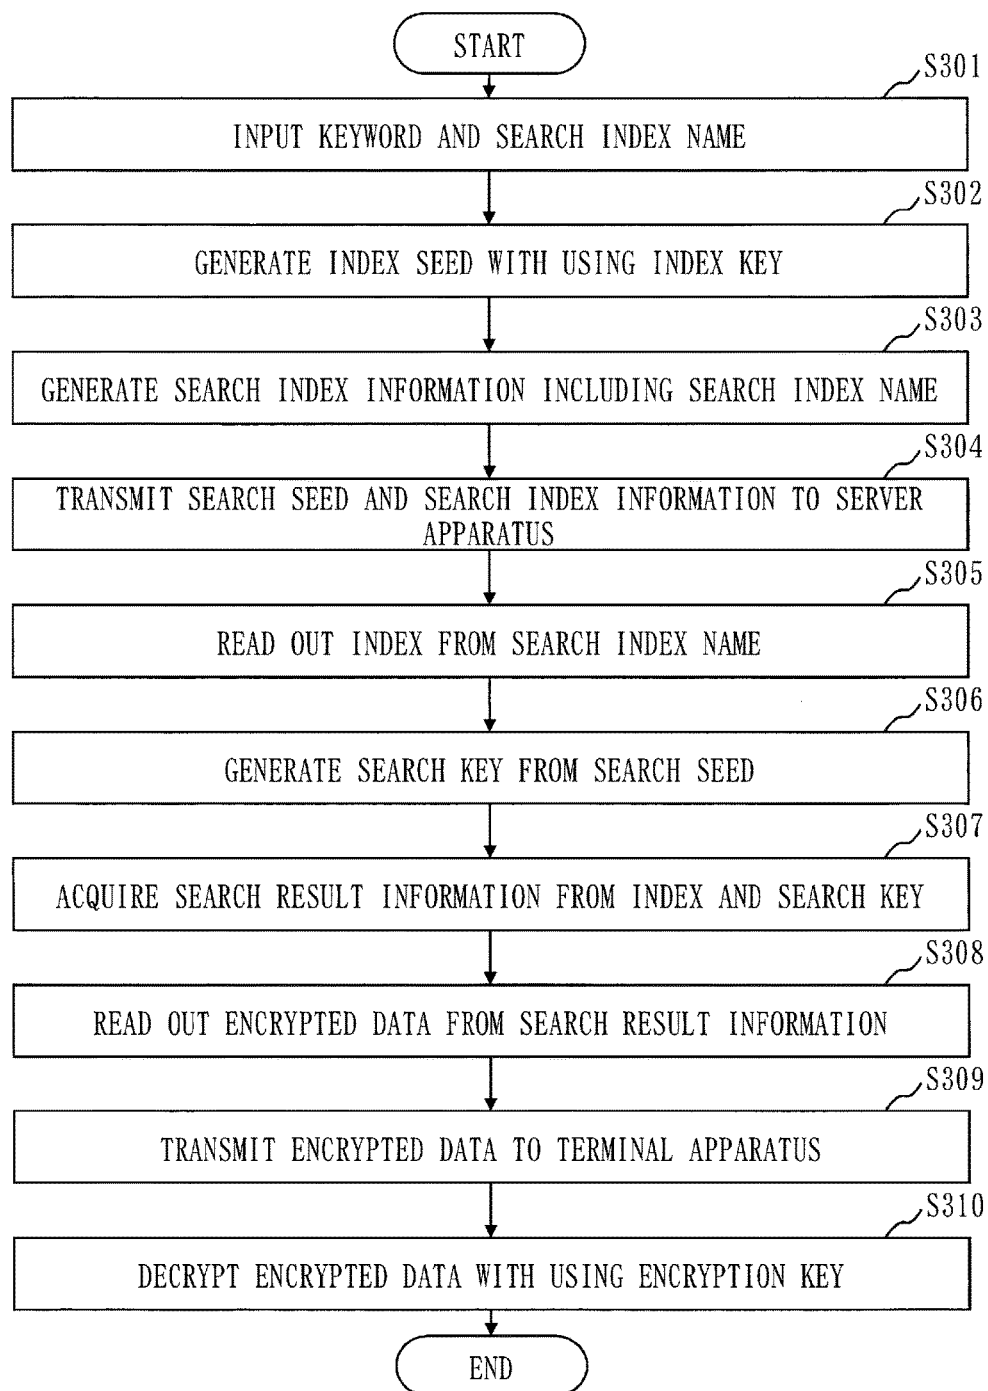 START
S301
INPUT KEYWORD AND SEARCH INDEX NAME
S302
GENERATE INDEX SEED WITH USING INDEX KEY
S303
GENERATE SEARCH INDEX INFORMATION INCLUDING SEARCH INDEX NAME
S304
TRANSMIT SEARCH SEED AND SEARCH INDEX INFORMATION TO SERVER
APPARATUS
S305
READ OUT INDEX FROM SEARCH INDEX NAME
S306
GENERATE SEARCH KEY FROM SEARCH SEED
S307
ACQUIRE SEARCH RESULT INFORMATION FROM INDEX AND SEARCH KEY
S308
READ OUT ENCRYPTED DATA FROM SEARCH RESULT INFORMATION
S309
TRANSMIT ENCRYPTED DATA TO TERMINAL APPARATUS
S310
DECRYPT ENCRYPTED DATA WITH USING ENCRYPTION KEY
END